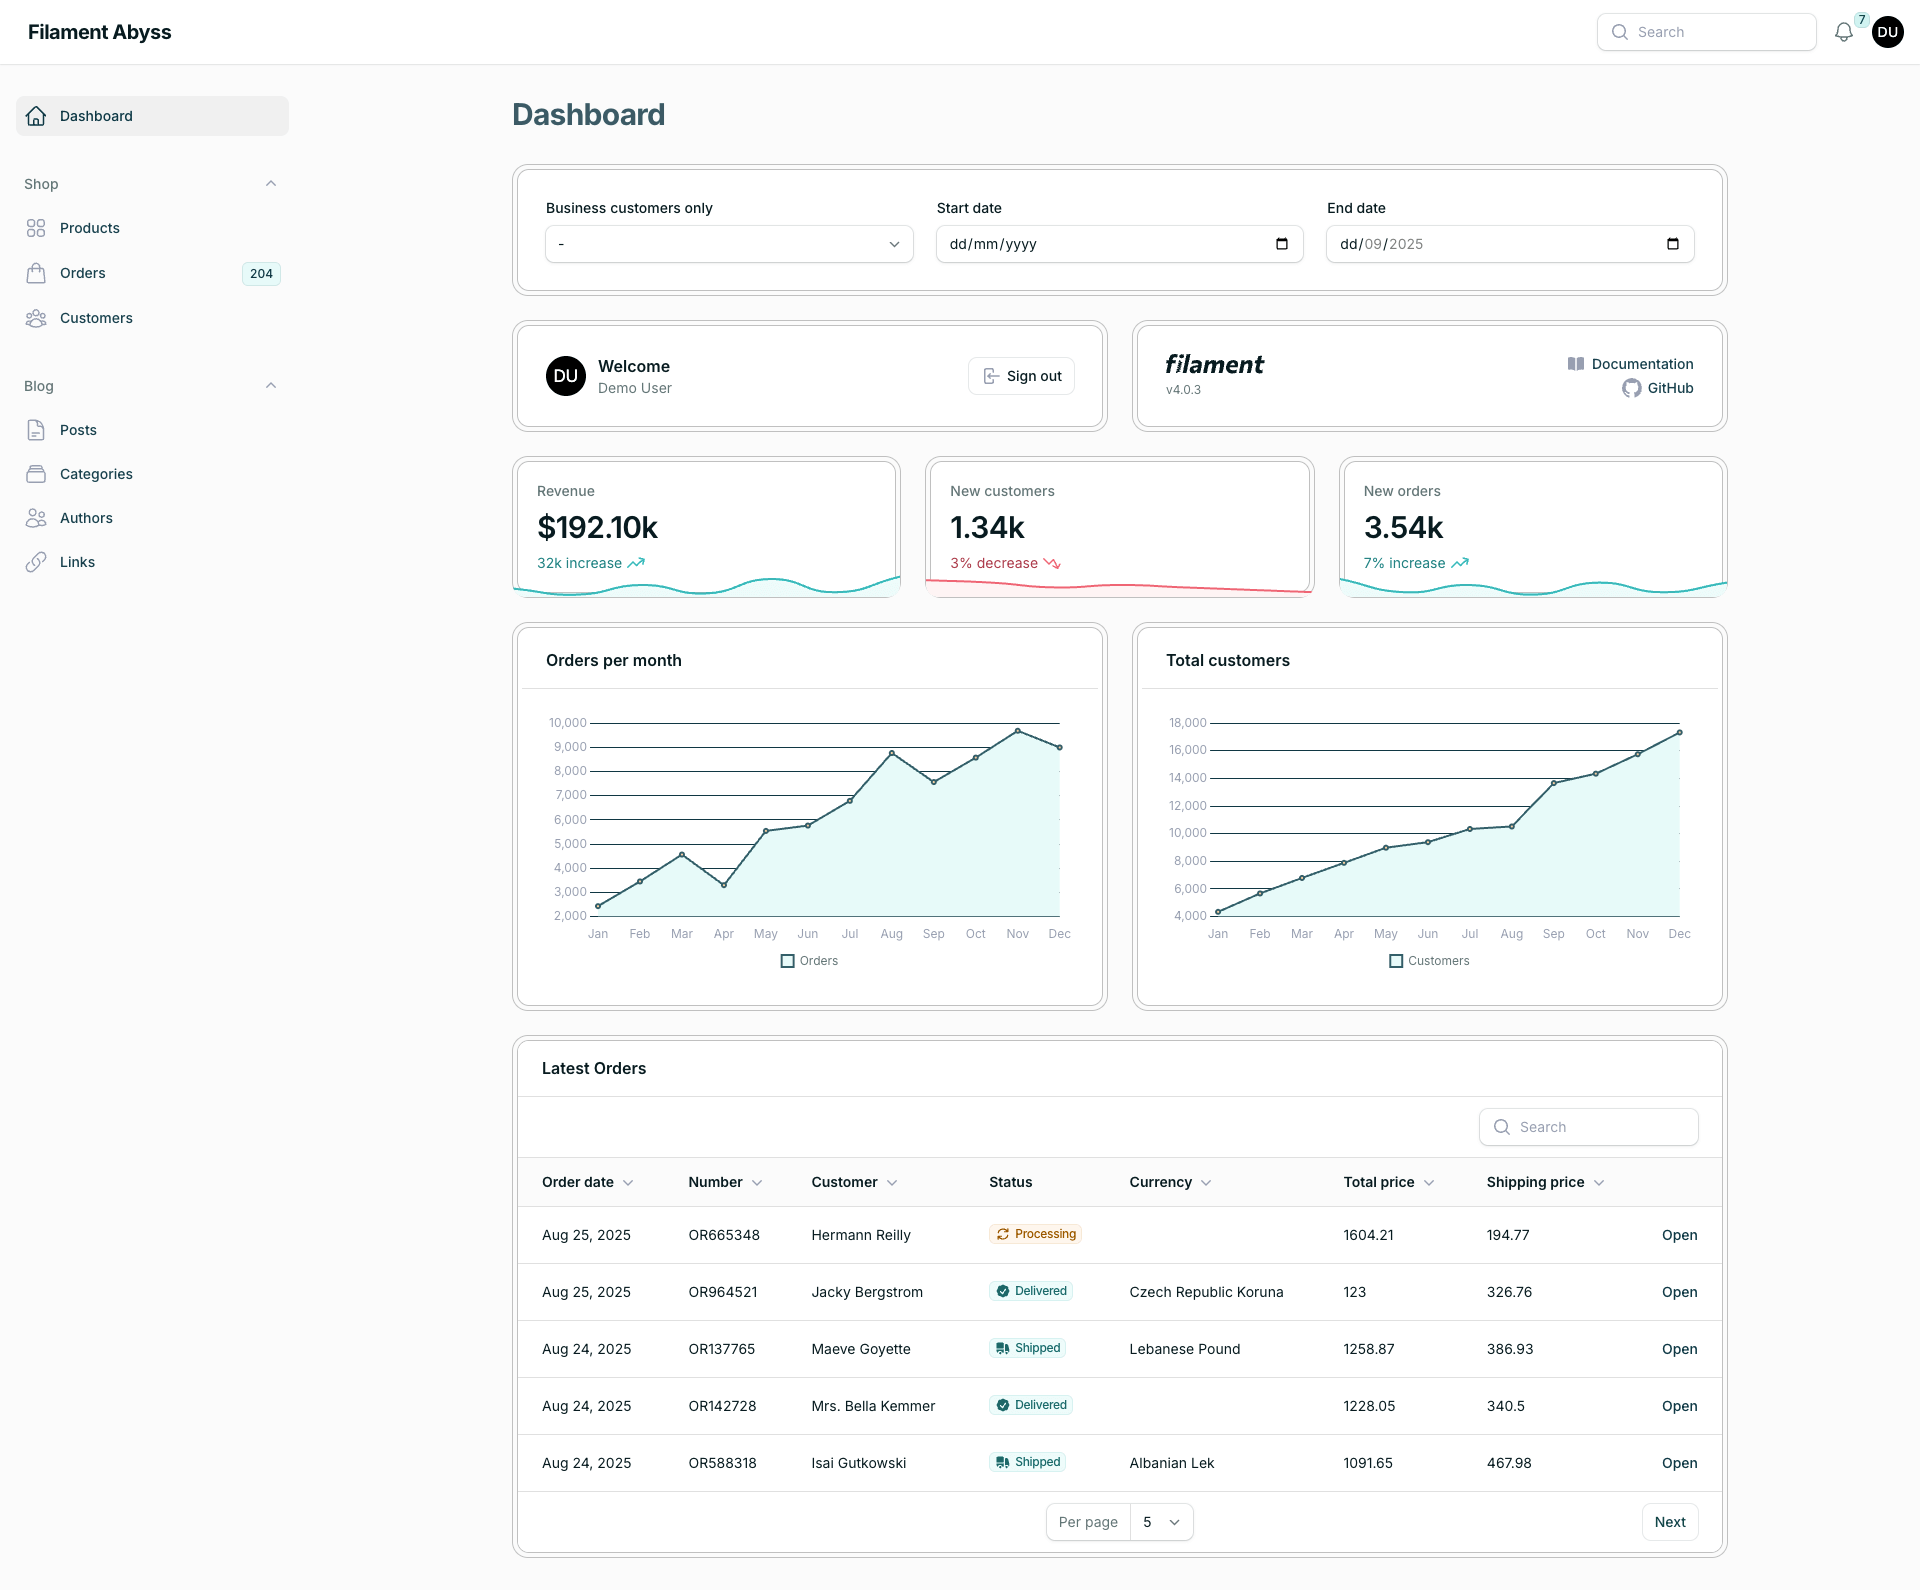 Filament Abyss
Search
7
DU
Dashboard
Shop
Products
Orders 204
Customers
Blog
Posts
Categories
Authors
Links
Dashboard
Business customers only
-
Start date
dd/mm/yyyy
End date
dd/09/2025
DU
Welcome
Demo User
Sign out
filament
v4.0.3
Documentation
GitHub
Revenue
$192.10k
32k increase
New customers
1.34k
3% decrease
New orders
3.54k
7% increase
Orders per month
10,000
9,000
8,000
7,000
6,000
5,000
4,000
3,000
2,000
Jan Feb Mar Apr May Jun Jul Aug Sep Oct Nov Dec
Orders
Total customers
18,000
16,000
14,000
12,000
10,000
8,000
6,000
4,000
Jan Feb Mar Apr May Jun Jul Aug Sep Oct Nov Dec
Customers
Latest Orders
Search
Order date Number Customer Status Currency Total price Shipping price
Aug 25, 2025 OR665348 Hermann Reilly Processing 1604.21 194.77 Open
Aug 25, 2025 OR964521 Jacky Bergstrom Delivered Czech Republic Koruna 123 326.76 Open
Aug 24, 2025 OR137765 Maeve Goyette Shipped Lebanese Pound 1258.87 386.93 Open
Aug 24, 2025 OR142728 Mrs. Bella Kemmer Delivered 1228.05 340.5 Open
Aug 24, 2025 OR588318 Isai Gutkowski Shipped Albanian Lek 1091.65 467.98 Open
Per page 5
Next